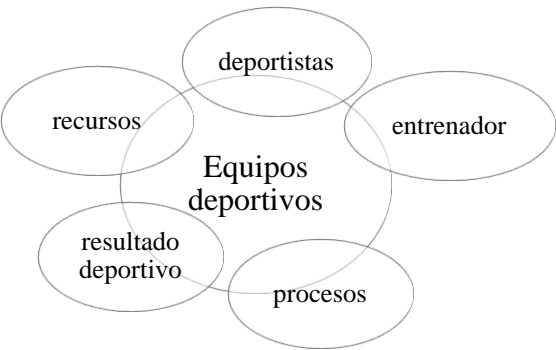 deportistas
recursos
entrenador
Equipos
deportivos
resultado
deportivo
procesos